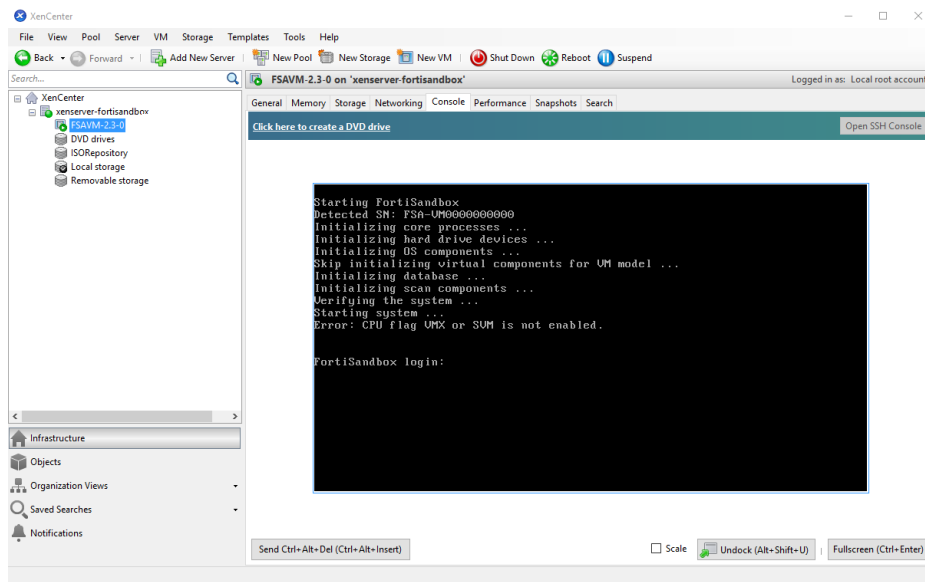 XenCenter
File View Pool Server VM Storage Templates Tools Help
Back Forward Add New Server New Pool New Storage New VM Shut Down Reboot Suspend
Search...
FSAVM-2.3-0 on 'xenserver-fortisandbox'
Logged in as: Local root account
XenCenter
xenserver-fortisandbox
FSAVM-2.3-0
DVD drives
ISORepository
Local storage
Removable storage
General Memory Storage Networking Console Performance Snapshots Search
Click here to create a DVD drive
Open SSH Console
Starting FortiSandbox
Detected SN: FSA-VM0000000000
Initializing core processes ...
Initializing hard drive devices ...
Initializing OS components ...
Skip initializing virtual components for VM model ...
Initializing database ...
Initializing scan components ...
Verifying the system ...
Starting system ...
Error: CPU flag VMX or SVM is not enabled.
FortiSandbox login:
Infrastructure
Objects
Organization Views
Saved Searches
Notifications
Send Ctrl+Alt+Del (Ctrl+Alt+Insert)
Scale
Undock (Alt+Shift+U)
Fullscreen (Ctrl+Enter)